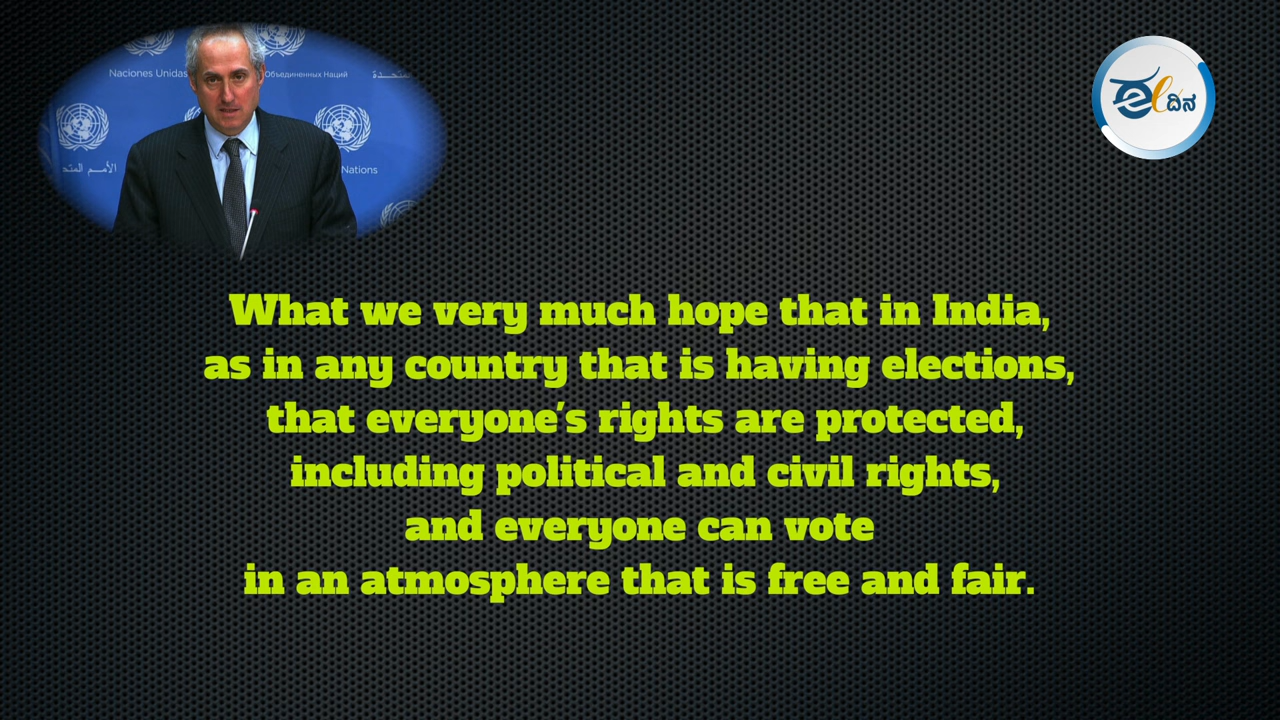 Naciones Unidas
Объединенных Наций
الأمم المتحد
Nations
ಈ ದಿನ
What we very much hope that in India,
as in any country that is having elections,
that everyone's rights are protected,
including political and civil rights,
and everyone can vote
in an atmosphere that is free and fair.